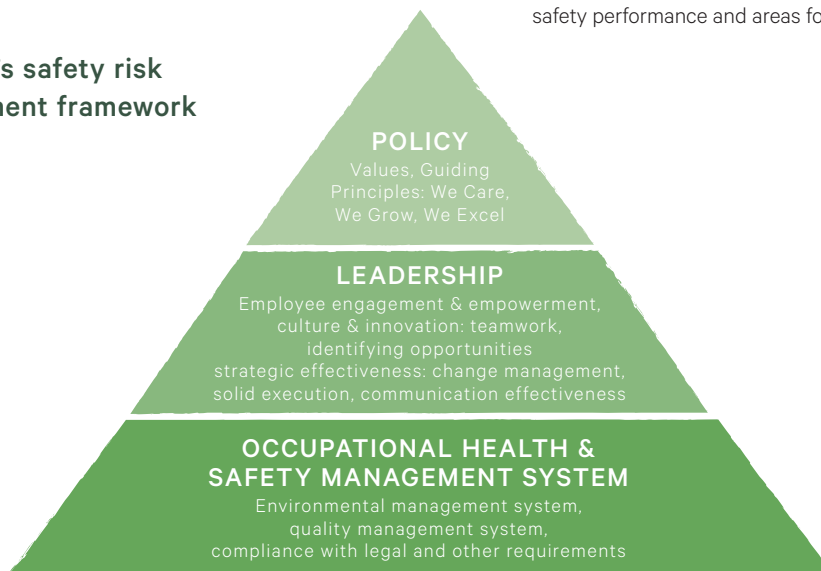 safety performance and areas fo
's safety risk
ment framework
POLICY
Values, Guiding
Principles: We Care,
We Grow, We Excel
LEADERSHIP
Employee engagement & empowerment,
culture & innovation: teamwork,
identifying opportunities
strategic effectiveness: change management,
solid execution, communication effectiveness
OCCUPATIONAL HEALTH &
SAFETY MANAGEMENT SYSTEM
Environmental management system,
quality management system,
compliance with legal and other requirements